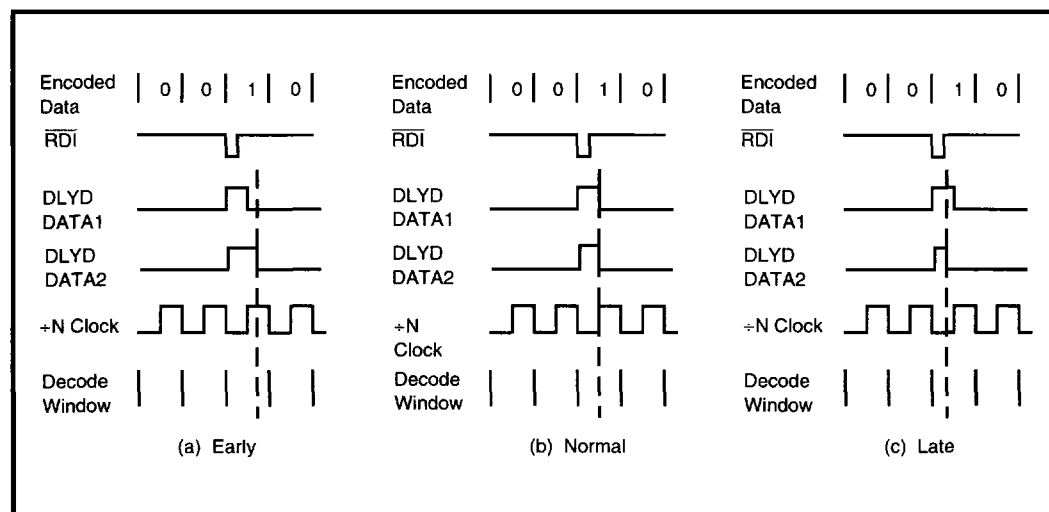 Encoded Data 0 0 1 0
RDI
DLYD DATA1
DLYD DATA2
÷N Clock
Decode Window
(a) Early
Encoded Data 0 0 1 0
RDI
DLYD DATA1
DLYD DATA2
÷N Clock
Decode Window
(b) Normal
Encoded Data 0 0 1 0
RDI
DLYD DATA1
DLYD DATA2
÷N Clock
Decode Window
(c) Late